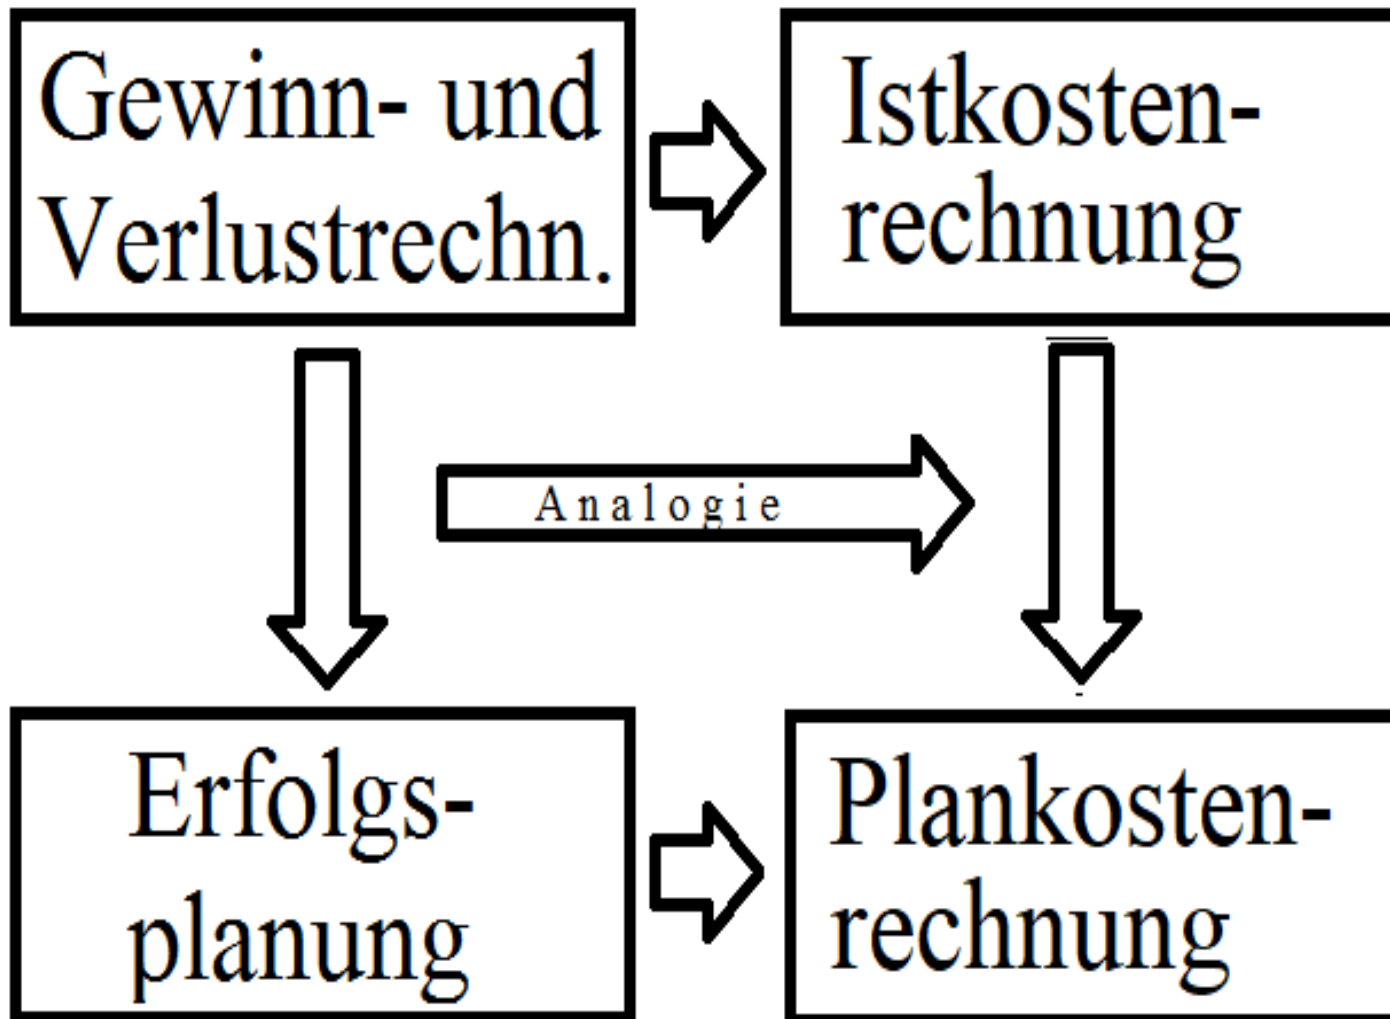 Gewinn- und
Verlustrechn.
Istkosten-
rechnung
Analogie
Erfolgs-
planung
Plankosten-
rechnung